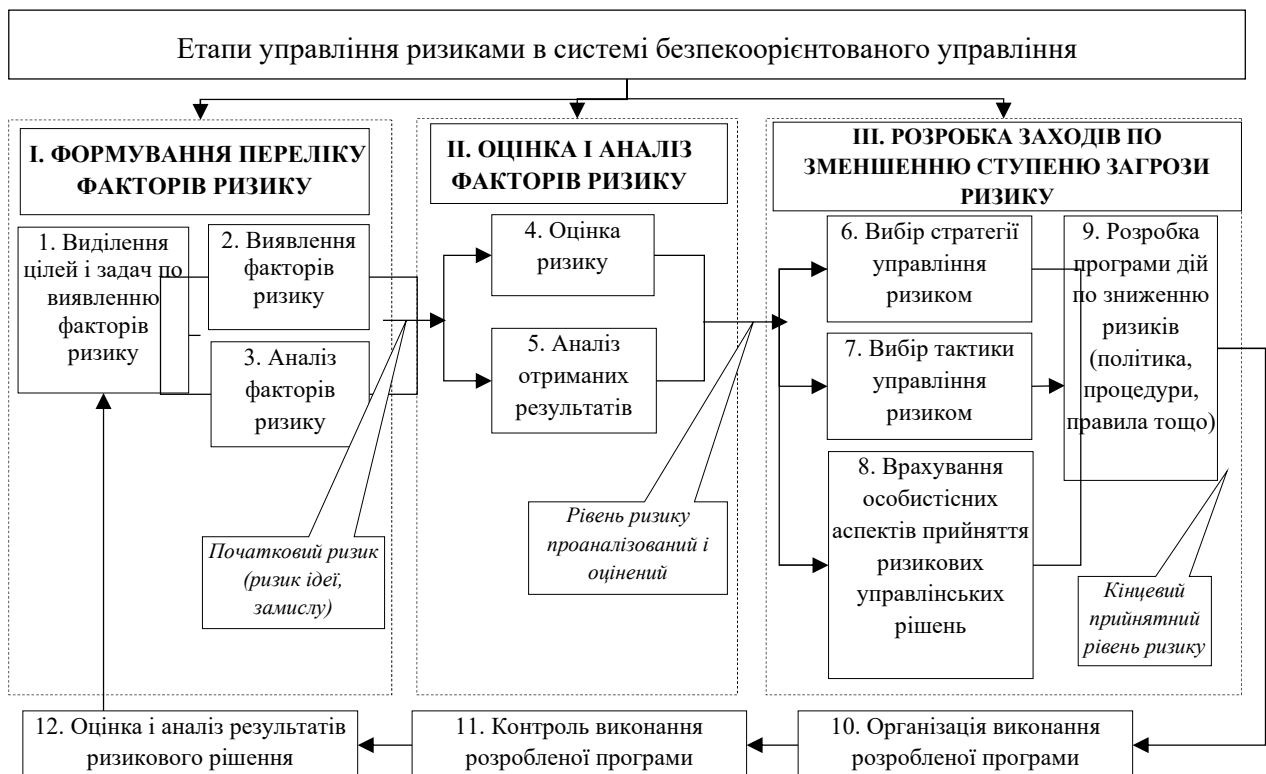 Етапи управління ризиками в системі безпекоорієнтованого управління
І. ФОРМУВАННЯ ПЕРЕЛІКУ
ФАКТОРІВ РИЗИКУ
1. Виділення
цілей і задач по
виявленню
факторів
ризику
2. Виявлення
факторів
ризику
3. Аналіз
факторів
ризику
Початковий ризик
(ризик ідеї,
замислу)
ІІ. ОЦІНКА І АНАЛІЗ
ФАКТОРІВ РИЗИКУ
4. Оцінка
ризику
5. Аналіз
отриманих
результатів
Рівень ризику
проаналізований і
оцінений
ІІІ. РОЗРОБКА ЗАХОДІВ ПО
ЗМЕНШЕННЮ СТУПЕНЮ ЗАГРОЗИ
РИЗИКУ
6. Вибір стратегії
управління
ризиком
7. Вибір тактики
управління
ризиком
8. Врахування
особистісних
аспектів прийняття
ризикових
управлінських
рішень
9. Розробка
програми дій
по зниженню
ризиків
(політика,
процедури,
правила тощо)
Кінцевий
прийнятний
рівень ризику
12. Оцінка і аналіз результатів
ризикового рішення
11. Контроль виконання
розробленої програми
10. Організація виконання
розробленої програми